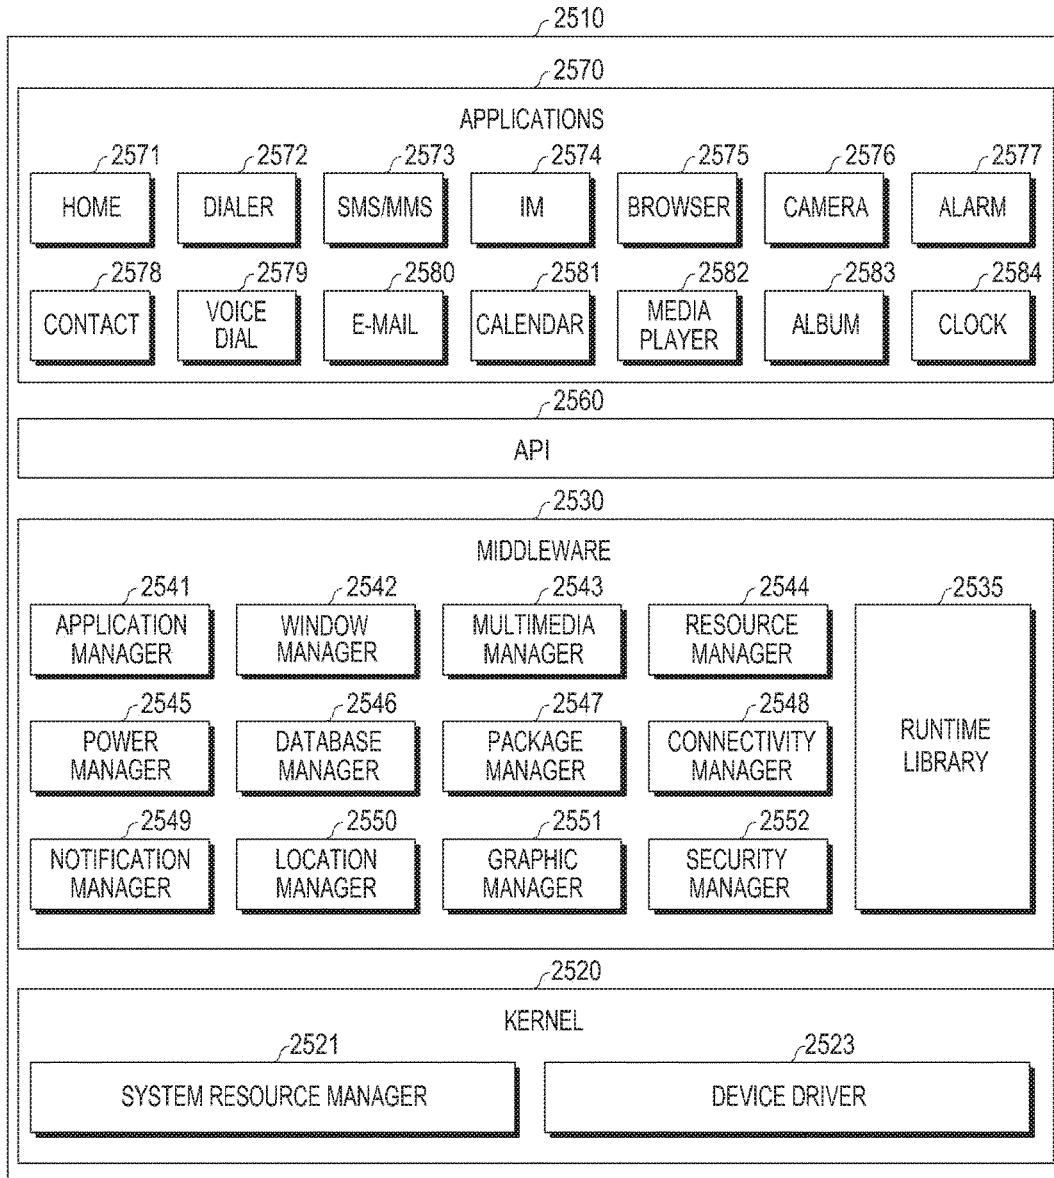 2510
2570
APPLICATIONS
2571 2572 2573 2574 2575 2576 2577
HOME DIALER SMS/MMS IM BROWSER CAMERA ALARM
2578 2579 2580 2581 2582 2583 2584
CONTACT VOICE DIAL E-MAIL CALENDAR MEDIA PLAYER ALBUM CLOCK
2560
API
2530
MIDDLEWARE
2541 2542 2543 2544 2535
APPLICATION MANAGER WINDOW MANAGER MULTIMEDIA MANAGER RESOURCE MANAGER
2545 2546 2547 2548
POWER MANAGER DATABASE MANAGER PACKAGE MANAGER CONNECTIVITY MANAGER RUNTIME LIBRARY
2549 2550 2551 2552
NOTIFICATION MANAGER LOCATION MANAGER GRAPHIC MANAGER SECURITY MANAGER
2520
KERNEL
2521 2523
SYSTEM RESOURCE MANAGER DEVICE DRIVER